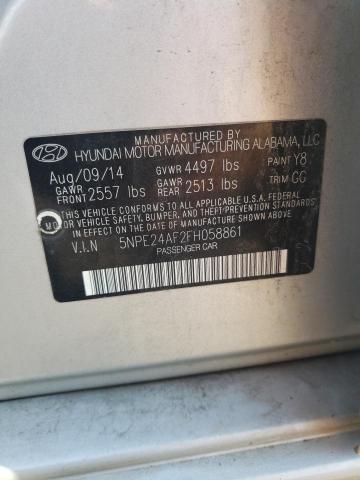 MANUFACTURED BY
HYUNDAI MOTOR MANUFACTURING ALABAMA, LLC
Aug/09/14 GVWR 4497 lbs PAINT Y8
GAWR FRONT 2557 lbs GAWR REAR 2513 lbs TRIM GG
THIS VEHICLE CONFORMS TO ALL APPLICABLE U.S.A. FEDERAL
MOTOR VEHICLE SAFETY, BUMPER, AND THEFT PREVENTION STANDARDS
IN EFFECT ON THE DATE OF MANUFACTURE SHOWN ABOVE.
V.I.N 5NPE24AF2FH058861
PASSENGER CAR